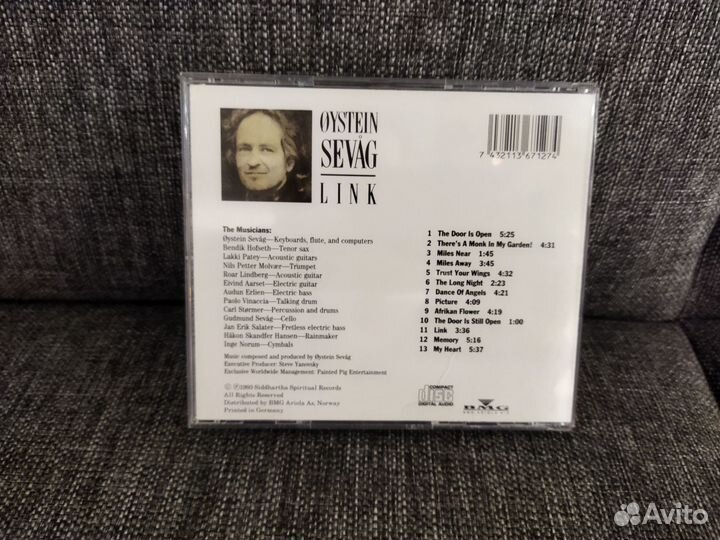 ØYSTEIN
SEVÅG
LINK
7 432113 671274
The Musicians:
Øystein Sevåg—Keyboards, flute, and computers
Bendik Hofseth—Tenor sax
Lakki Patey—Acoustic guitars
Nils Petter Molvær—Trumpet
Roar Lindberg—Acoustic guitar
Eivind Aarset—Electric guitar
Audun Erlien—Electric bass
Paolo Vinaccia—Talking drum
Carl Størmer—Percussion and drums
Gudmund Sevåg—Cello
Jan Erik Salater—Fretless electric bass
Håkon Skandfer Hansen—Rainmaker
Inge Norum—Cymbals
Music composed and produced by Øystein Sevåg
Executive Producer: Steve Yanovsky
Exclusive Worldwide Management: Painted Pig Entertainment
© ℗1993 Siddhartha Spiritual Records
All Rights Reserved
Distributed by BMG Ariola As, Norway
Printed in Germany
1 The Door Is Open 5:25
2 There's A Monk In My Garden! 4:31
3 Miles Near 1:45
4 Miles Away 3:45
5 Trust Your Wings 4:32
6 The Long Night 2:23
7 Dance Of Angels 4:21
8 Picture 4:09
9 Afrikan Flower 4:19
10 The Door Is Still Open 1:00
11 Link 3:36
12 Memory 5:16
13 My Heart 5:37
COMPACT
disc
DIGITAL AUDIO
BMG
Avito